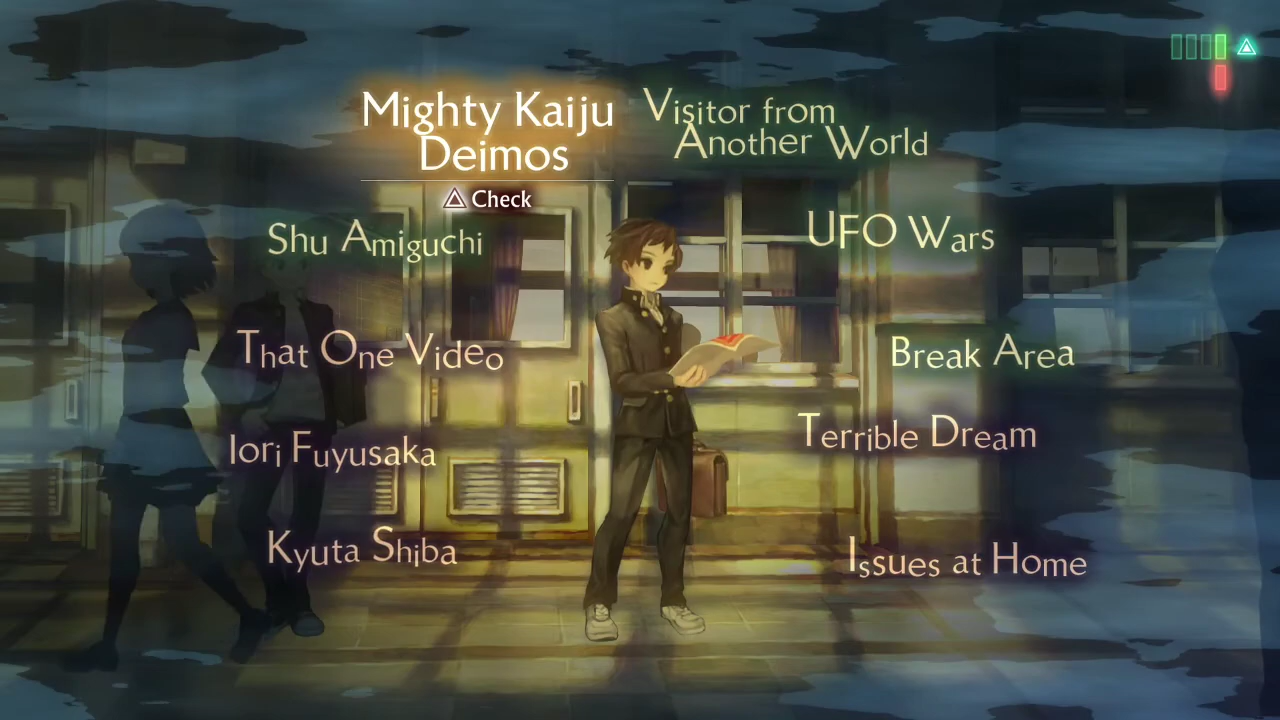 Mighty Kaiju
Deimos
Check
Visitor from
Another World
Shu Amiguchi
UFO Wars
That One Video
Break Area
Iori Fuyusaka
Terrible Dream
Kyuta Shiba
Issues at Home